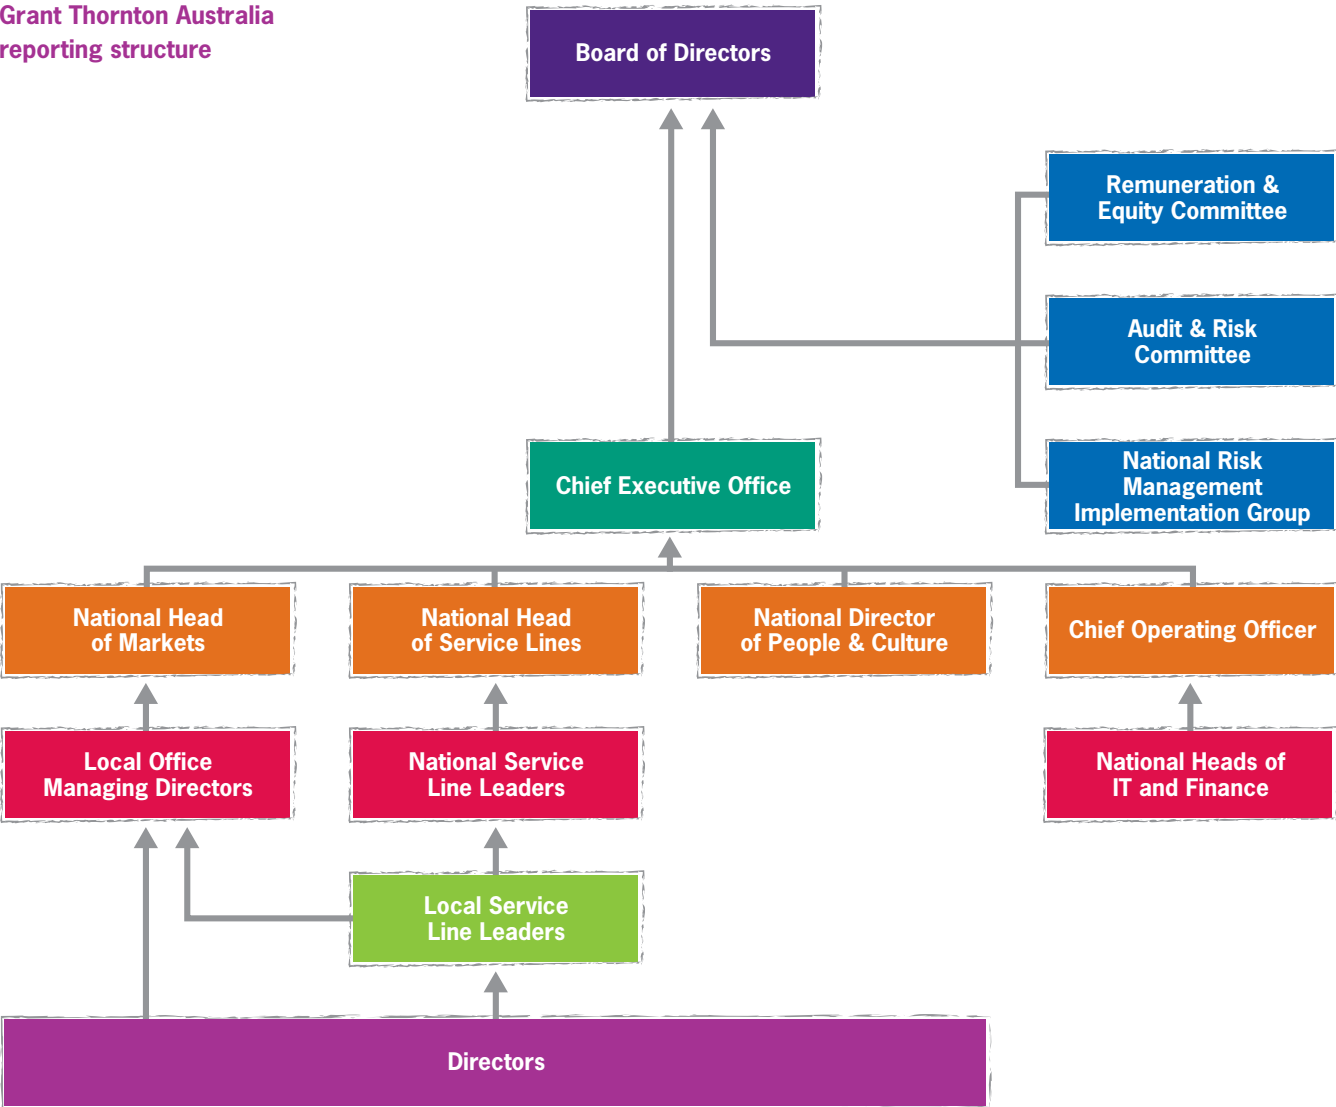 Grant Thornton Australia
reporting structure
Board of Directors
Remuneration &
Equity Committee
Audit & Risk
Committee
Chief Executive Office
National Risk
Management
Implementation Group
National Head
of Markets
National Head
of Service Lines
National Director
of People & Culture
Chief Operating Officer
Local Office
Managing Directors
National Service
Line Leaders
National Heads of
IT and Finance
Local Service
Line Leaders
Directors